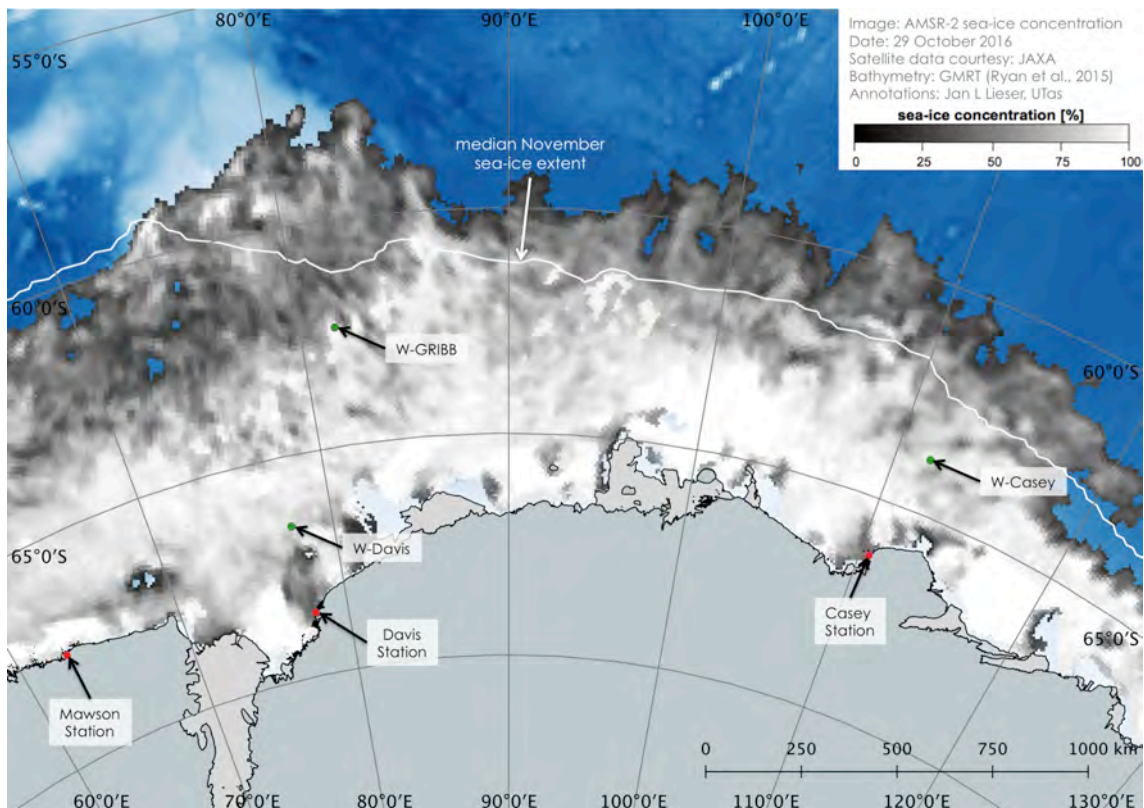 80°0'E
90°0'E
100°0'E
55°0'S
Image: AMSR-2 sea-ice concentration
Date: 29 October 2016
Satellite data courtesy: JAXA
Bathymetry: GMRT (Ryan et al., 2015)
Annotations: Jan L Lieser, UTas
sea-ice concentration [%]
0 25 50 75 100
median November
sea-ice extent
60°0'S
W-GRIBB
60°0'S
W-Casey
65°0'S
W-Davis
Casey
Station
65°0'S
Davis
Station
Mawson
Station
0 250 500 750 1000 km
60°0'E
70°0'E
80°0'E
90°0'E
100°0'E
110°0'E
120°0'E
130°0'E